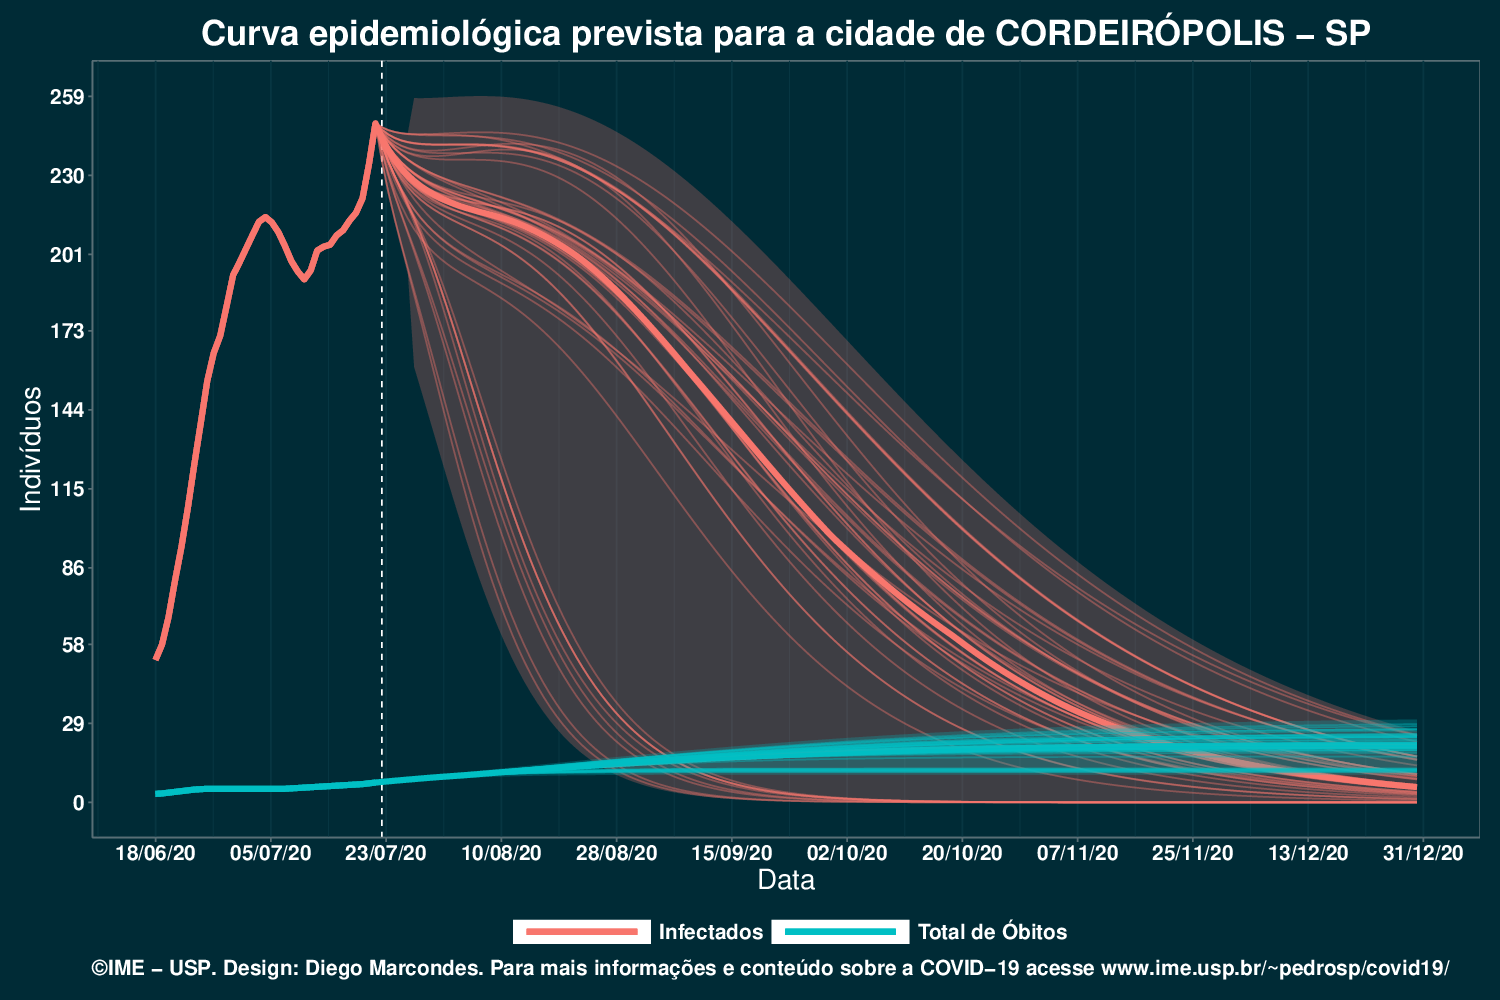 Curva epidemiológica prevista para a cidade de CORDEIRÓPOLIS – SP
259
230
201
173
144
115
86
58
29
0
Indivíduos
18/06/20 05/07/20 23/07/20 10/08/20 28/08/20 15/09/20 02/10/20 20/10/20 07/11/20 25/11/20 13/12/20 31/12/20
Data
Infectados Total de Óbitos
©IME – USP. Design: Diego Marcondes. Para mais informações e conteúdo sobre a COVID–19 acesse www.ime.usp.br/~pedrosp/covid19/